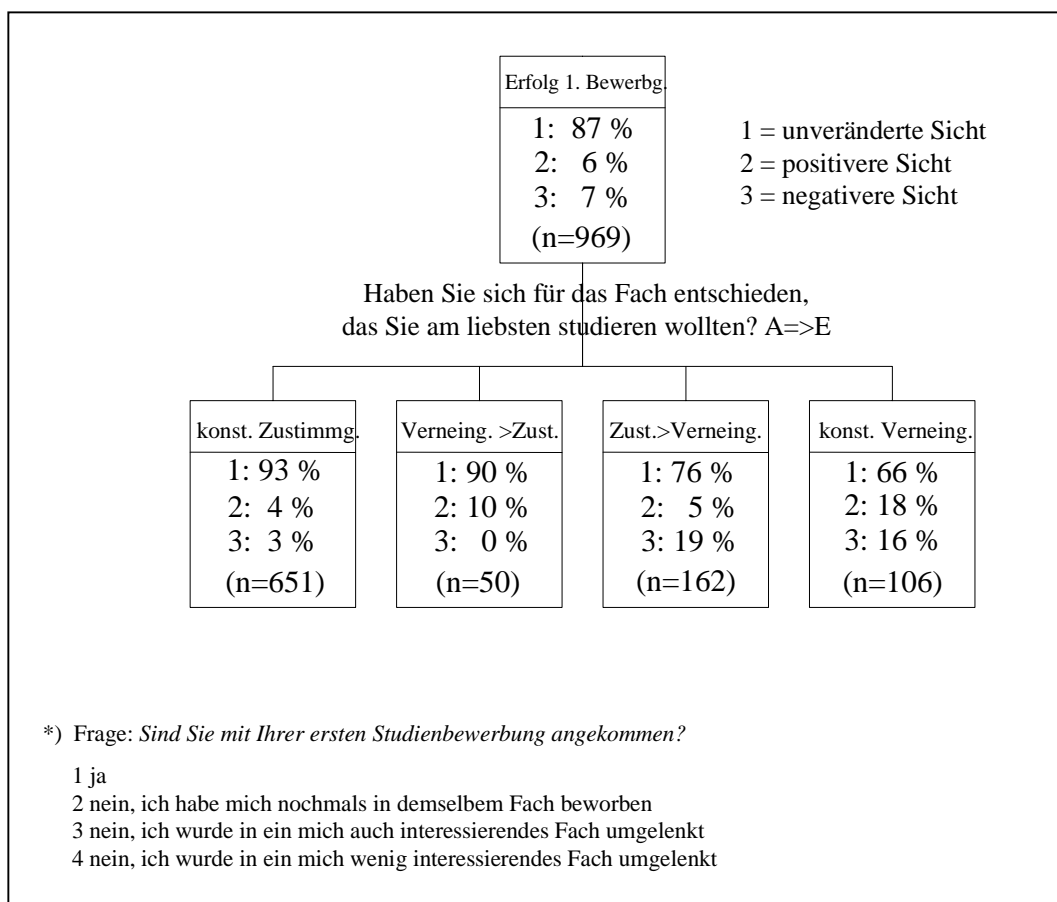 Erfolg 1. Bewerbg.
1: 87 %
2: 6 %
3: 7 %
(n=969)
1 = unveränderte Sicht
2 = positivere Sicht
3 = negativere Sicht
Haben Sie sich für das Fach entschieden,
das Sie am liebsten studieren wollten? A=>E
konst. Zustimmg.
1: 93 %
2: 4 %
3: 3 %
(n=651)
Verneing. >Zust.
1: 90 %
2: 10 %
3: 0 %
(n=50)
Zust.>Verneing.
1: 76 %
2: 5 %
3: 19 %
(n=162)
konst. Verneing.
1: 66 %
2: 18 %
3: 16 %
(n=106)
*) Frage: Sind Sie mit Ihrer ersten Studienbewerbung angekommen?
1 ja
2 nein, ich habe mich nochmals in demselbem Fach beworben
3 nein, ich wurde in ein mich auch interessierendes Fach umgelenkt
4 nein, ich wurde in ein mich wenig interessierendes Fach umgelenkt